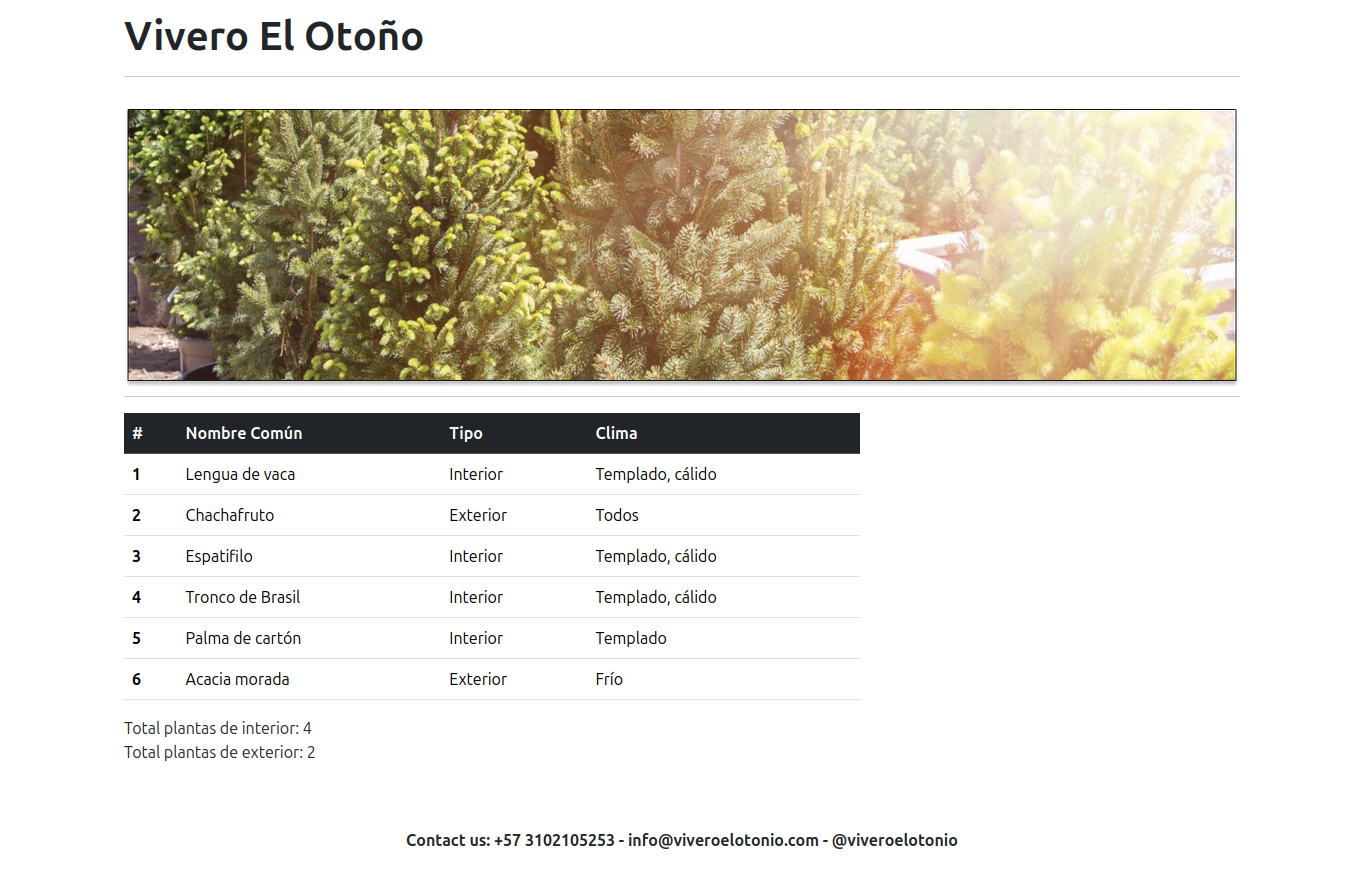 Vivero El Otoño
# Nombre Común Tipo Clima
1 Lengua de vaca Interior Templado, cálido
2 Chachafruto Exterior Todos
3 Espatifilo Interior Templado, cálido
4 Tronco de Brasil Interior Templado, cálido
5 Palma de cartón Interior Templado
6 Acacia morada Exterior Frío
Total plantas de interior: 4
Total plantas de exterior: 2
Contact us: +57 3102105253 - info@viveroelotonio.com - @viveroelotonio